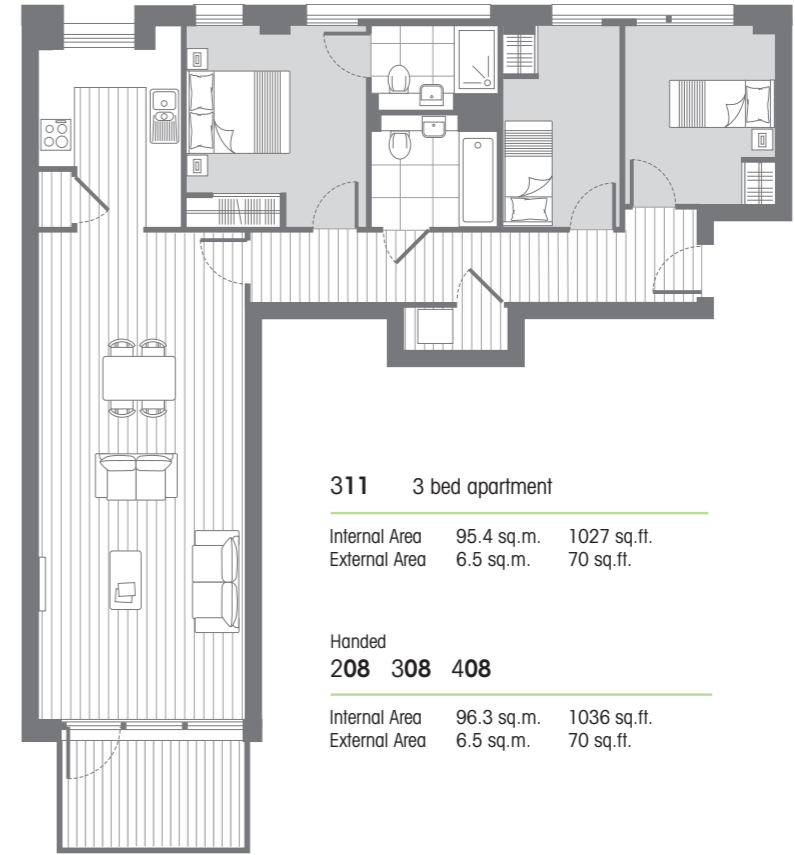 311 3 bed apartment
Internal Area 95.4 sq.m. 1027 sq.ft.
External Area 6.5 sq.m. 70 sq.ft.
Handed
208 308 408
Internal Area 96.3 sq.m. 1036 sq.ft.
External Area 6.5 sq.m. 70 sq.ft.